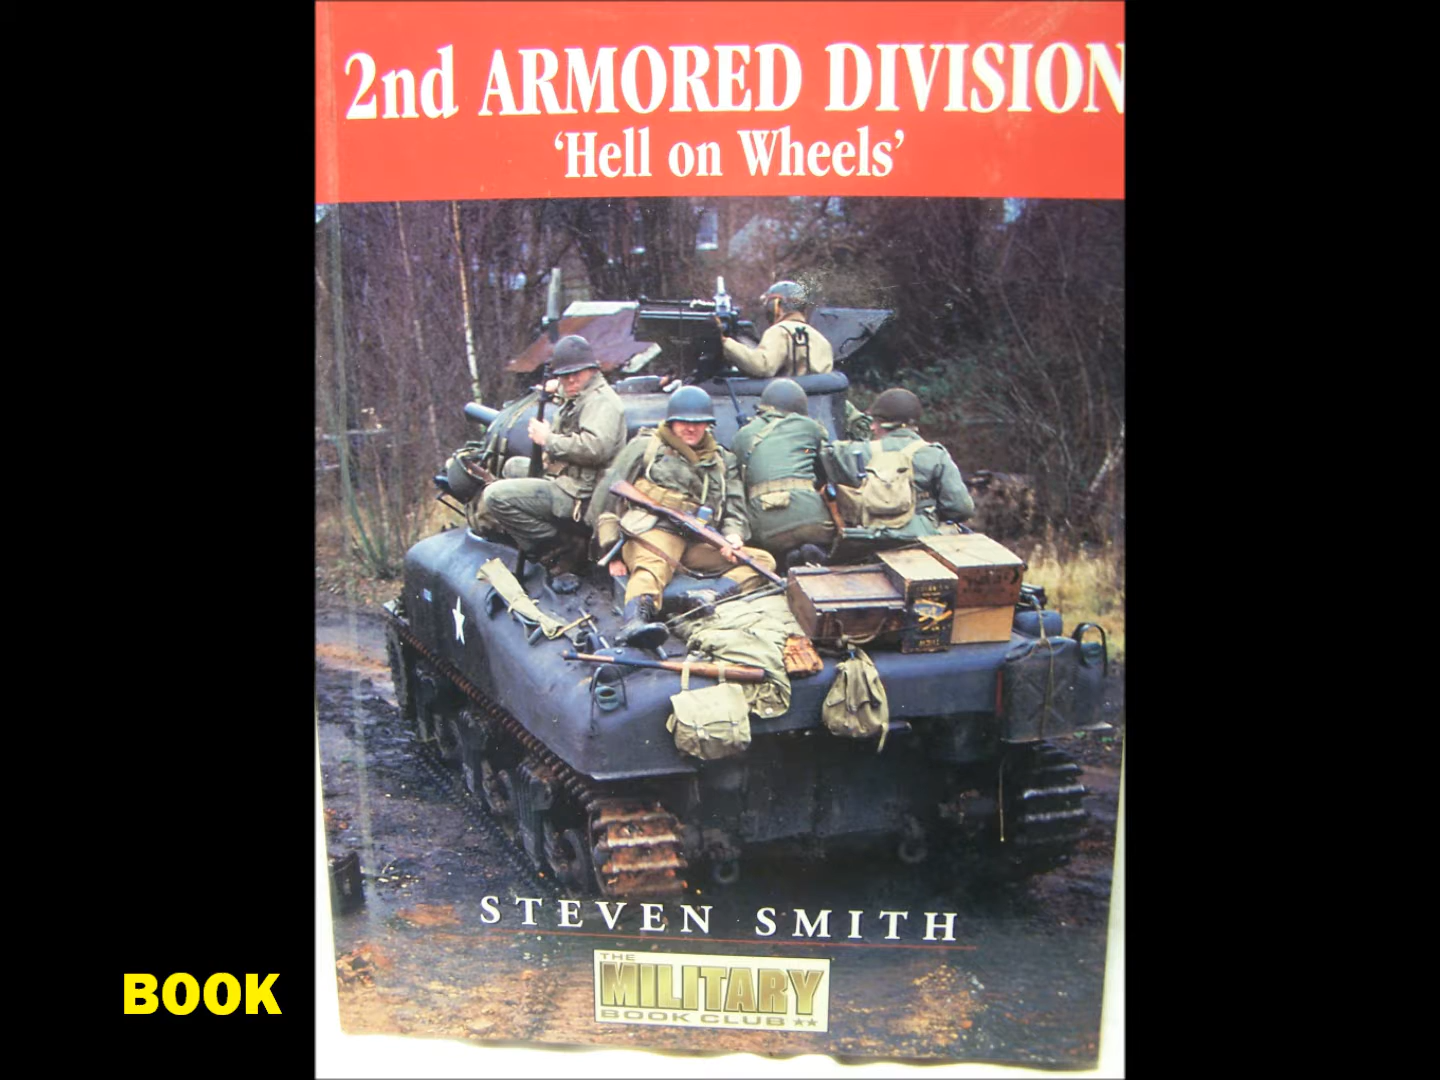 2nd ARMORED DIVISION
‘Hell on Wheels’
STEVEN SMITH
THE
MILITARY
BOOK CLUB
BOOK